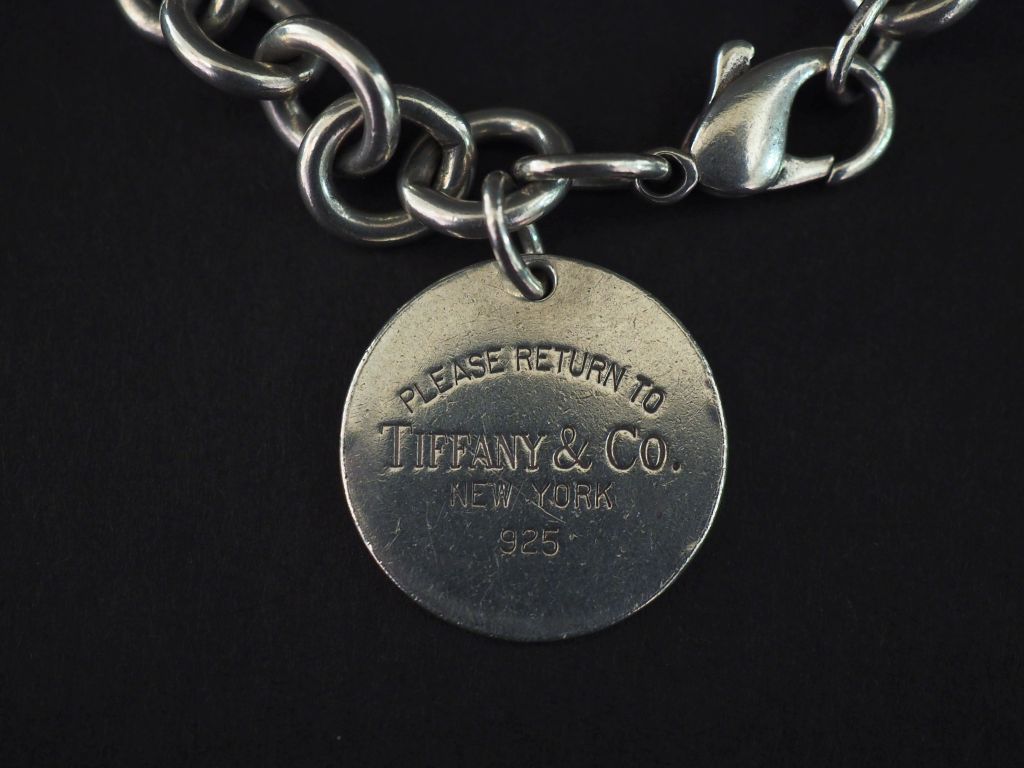 PLEASE RETURN TO
TIFFANY & CO.
NEW YORK
925